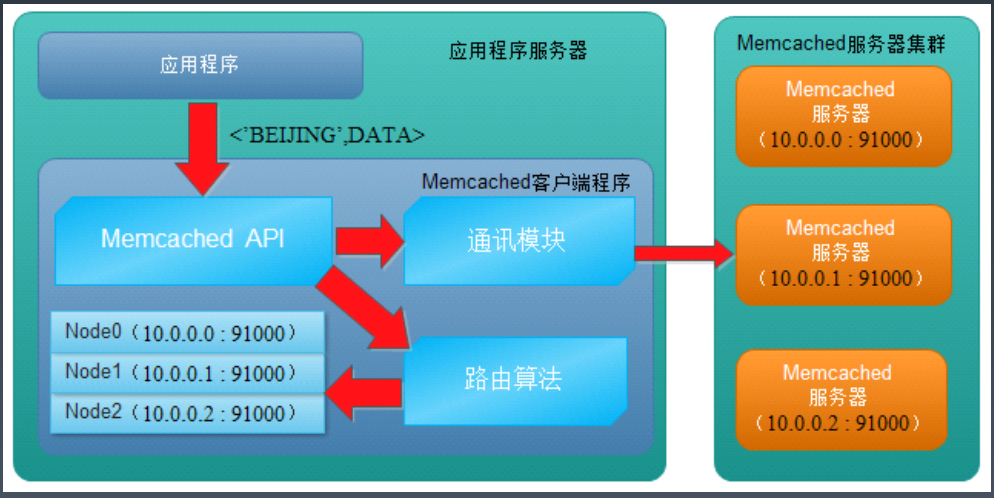 应用程序
应用程序服务器
<'BEIJING',DATA>
Memcached客户端程序
Memcached API
通讯模块
Node0（10.0.0.0 : 91000）
Node1（10.0.0.1 : 91000）
Node2（10.0.0.2 : 91000）
路由算法
Memcached服务器集群
Memcached
服务器
（10.0.0.0 : 91000）
Memcached
服务器
（10.0.0.1 : 91000）
Memcached
服务器
（10.0.0.2 : 91000）